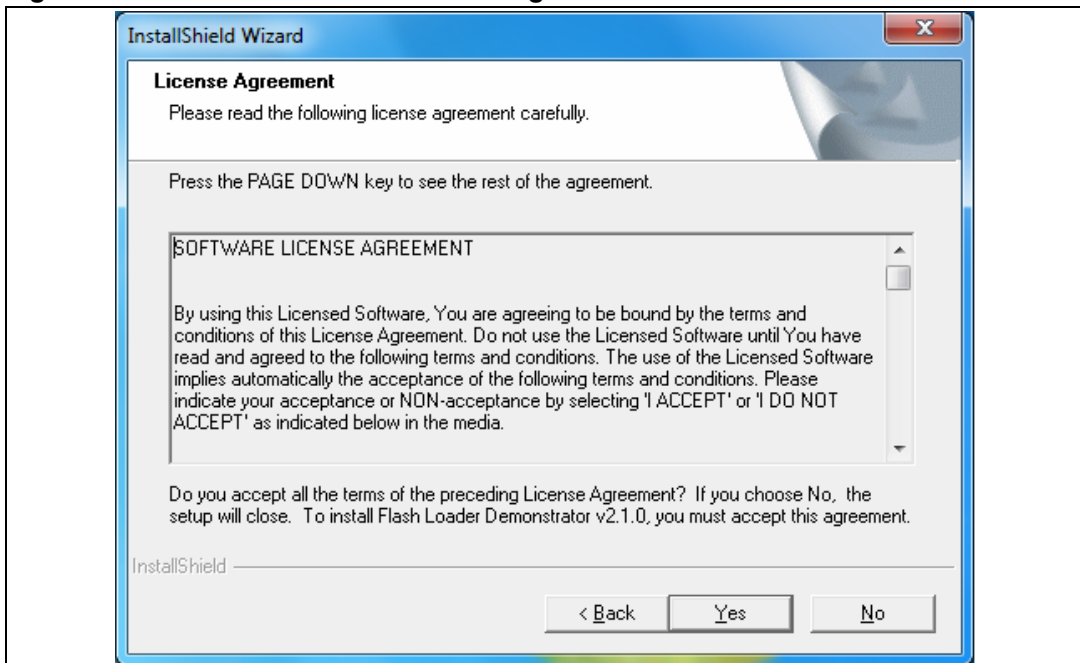 InstallShield Wizard
License Agreement
Please read the following license agreement carefully.
Press the PAGE DOWN key to see the rest of the agreement.
SOFTWARE LICENSE AGREEMENT
By using this Licensed Software, You are agreeing to be bound by the terms and
conditions of this License Agreement. Do not use the Licensed Software until You have
read and agreed to the following terms and conditions. The use of the Licensed Software
implies automatically the acceptance of the following terms and conditions. Please
indicate your acceptance or NON-acceptance by selecting 'I ACCEPT' or 'I DO NOT
ACCEPT' as indicated below in the media.
Do you accept all the terms of the preceding License Agreement? If you choose No, the
setup will close. To install Flash Loader Demonstrator v2.1.0, you must accept this agreement.
InstallShield
< Back Yes No